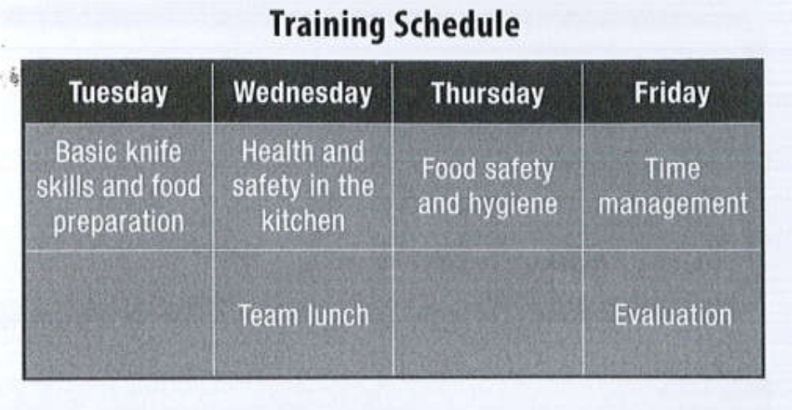 Training Schedule
Tuesday
Wednesday
Thursday
Friday
Basic knife
skills and food
preparation
Health and
safety in the
kitchen
Food safety
and hygiene
Time
management
Team lunch
Evaluation